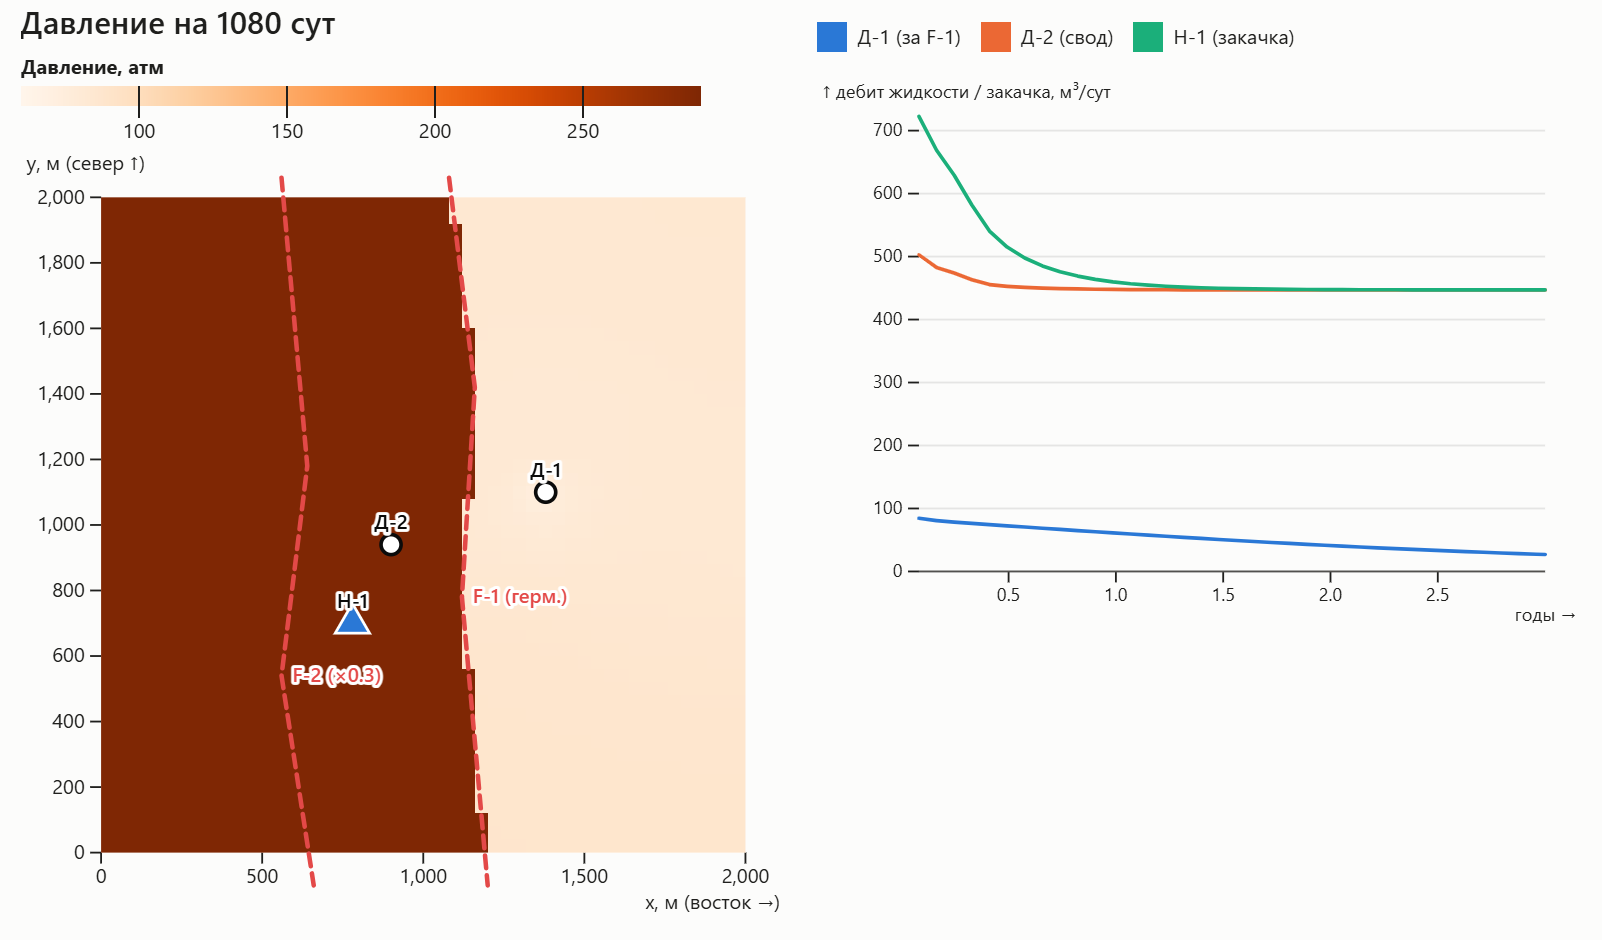 Давление на 1080 сут
Давление, атм
100 150 200 250
y, м (север ↑)
2,000
1,800
1,600
1,400
1,200
1,000
800
600
400
200
0
0 500 1,000 1,500 2,000
x, м (восток →)
Д-1
Д-2
Н-1
F-1 (герм.)
F-2 (×0.3)
Д-1 (за F-1) Д-2 (свод) Н-1 (закачка)
↑ дебит жидкости / закачка, м³/сут
700
600
500
400
300
200
100
0
0.5 1.0 1.5 2.0 2.5
годы →